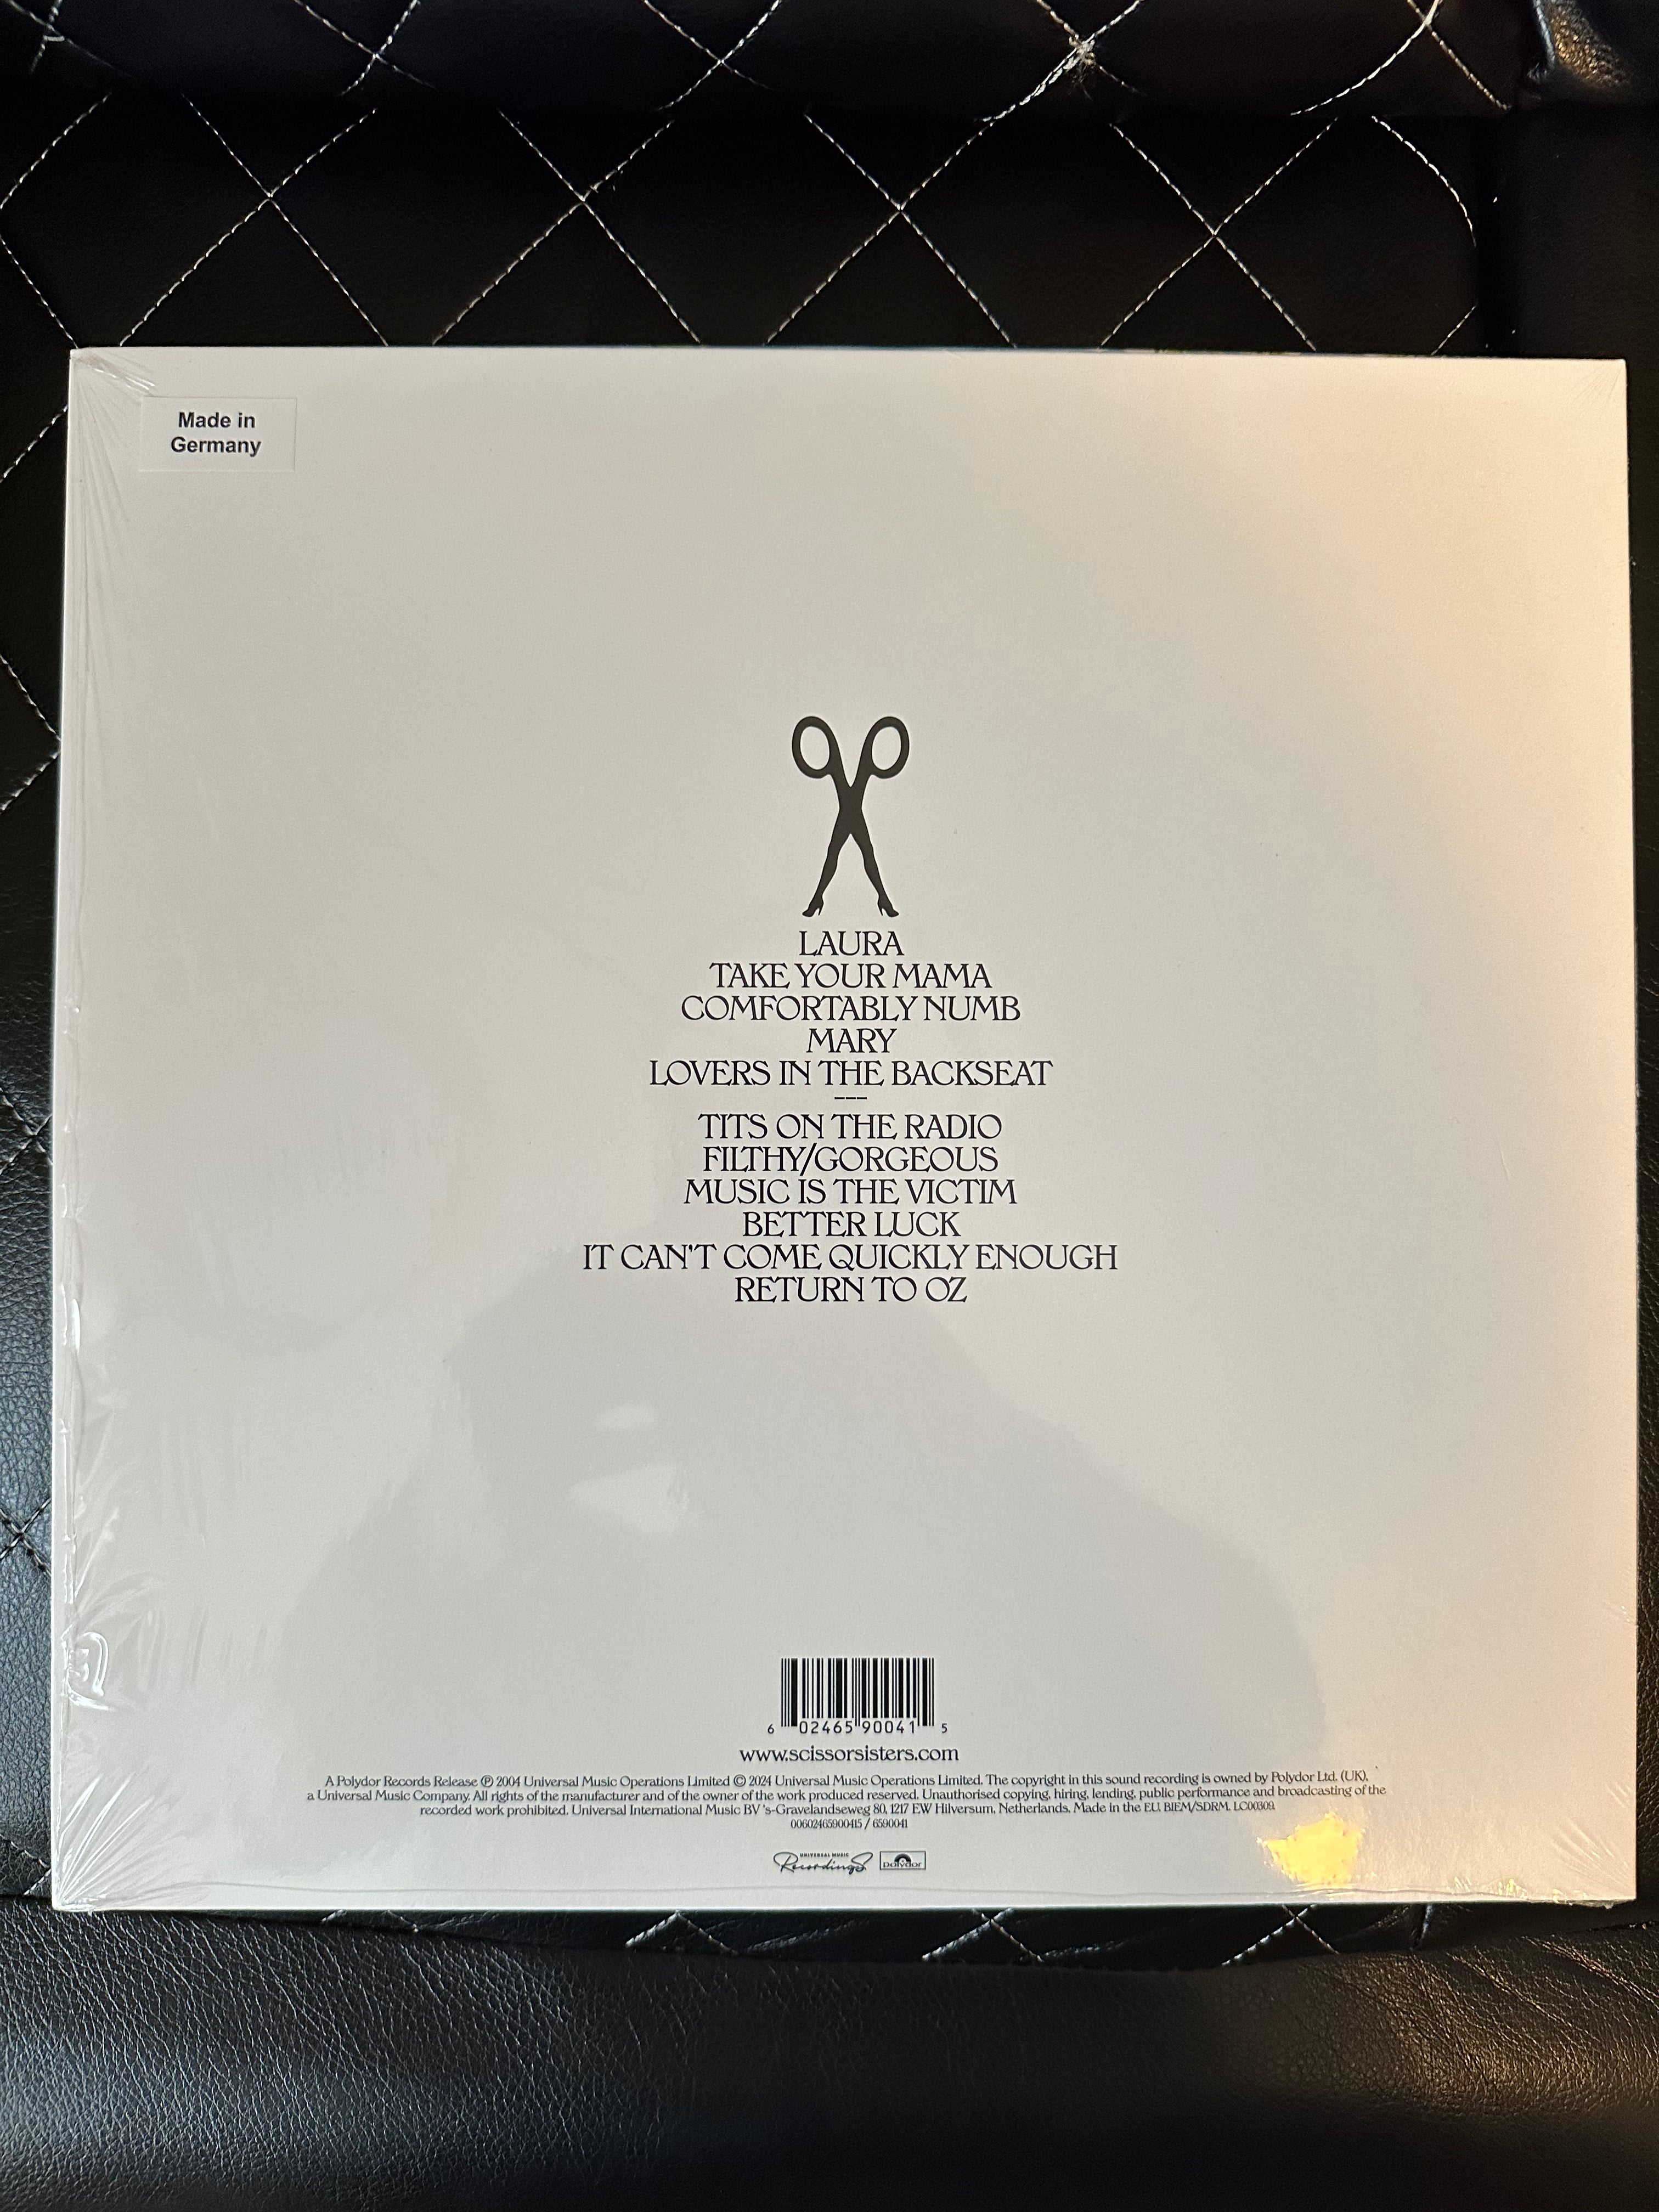 Made in
Germany
LAURA
TAKE YOUR MAMA
COMFORTABLY NUMB
MARY
LOVERS IN THE BACKSEAT
---
TITS ON THE RADIO
FILTHY/GORGEOUS
MUSIC IS THE VICTIM
BETTER LUCK
IT CAN'T COME QUICKLY ENOUGH
RETURN TO OZ
6 02465 90041 5
www.scissorsisters.com
A Polydor Records Release ℗ 2004 Universal Music Operations Limited © 2024 Universal Music Operations Limited. The copyright in this sound recording is owned by Polydor Ltd. (UK),
a Universal Music Company. All rights of the manufacturer and of the owner of the work produced reserved. Unauthorised copying, hiring, lending, public performance and broadcasting of the
recorded work prohibited. Universal International Music BV 's-Gravelandseweg 80, 1217 EW Hilversum, Netherlands. Made in the EU. BIEM/SDRM. LC00309.
00602465900415 / 6590041
UNIVERSAL MUSIC
Recordings polydor